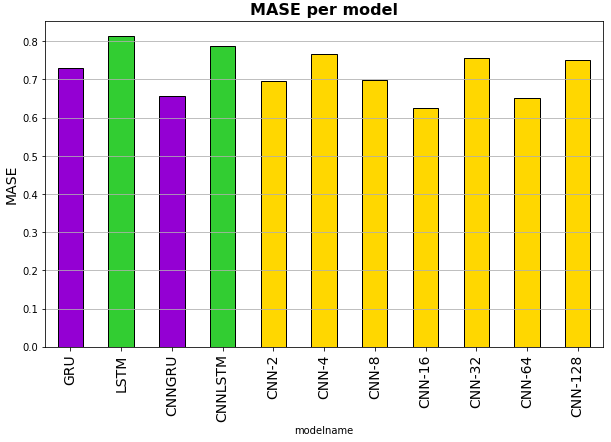 MASE per model
MASE
0.8
0.7
0.6
0.5
0.4
0.3
0.2
0.1
0.0
GRU
LSTM
CNNGRU
CNNLSTM
CNN-2
CNN-4
CNN-8
CNN-16
CNN-32
CNN-64
CNN-128
modelname